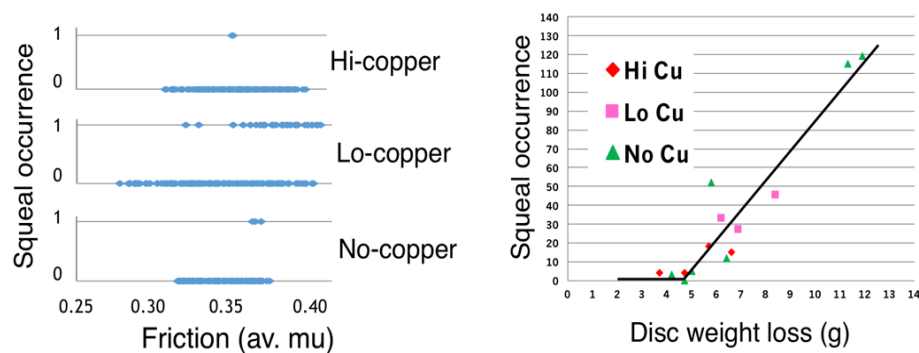 Squeal occurrence
1
0
Hi-copper
1
0
Lo-copper
1
0
No-copper
0.25 0.30 0.35 0.40
Friction (av. mu)
Squeal occurrence
140
130
120
110
100
90
80
70
60
50
40
30
20
10
0
Hi Cu
Lo Cu
No Cu
0 1 2 3 4 5 6 7 8 9 10 11 12 13 14
Disc weight loss (g)